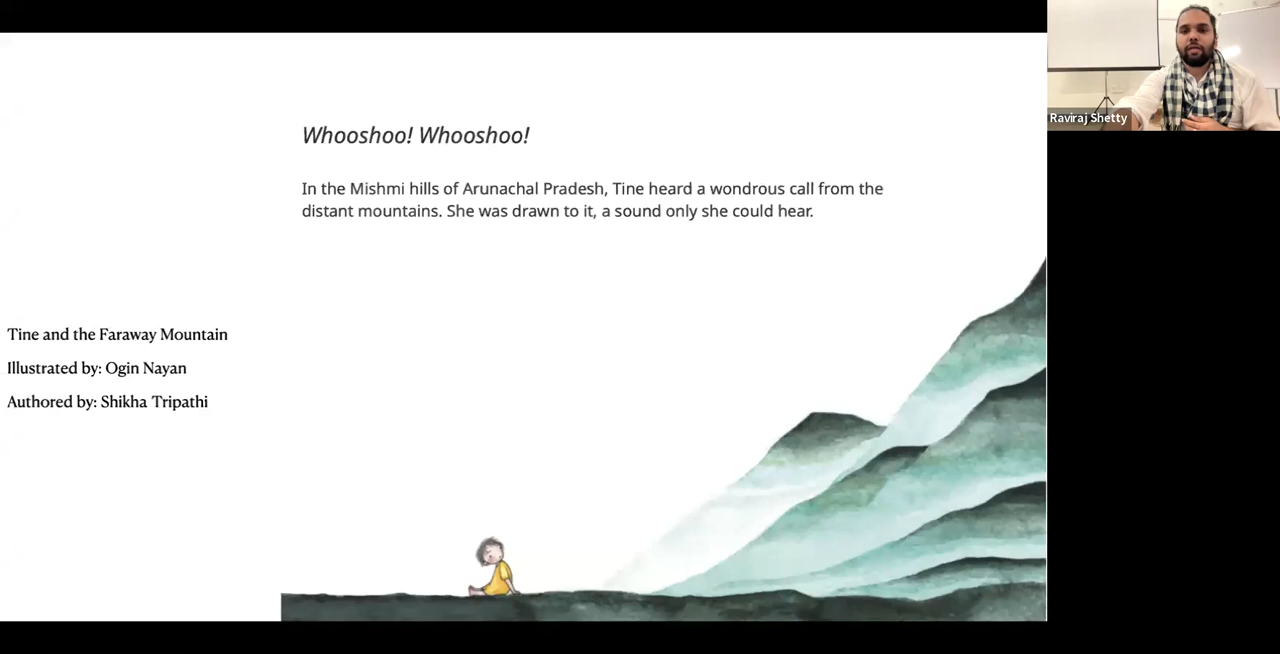 Whooshoo! Whooshoo!
In the Mishmi hills of Arunachal Pradesh, Tine heard a wondrous call from the
distant mountains. She was drawn to it, a sound only she could hear.
Tine and the Faraway Mountain
Illustrated by: Ogin Nayan
Authored by: Shikha Tripathi
Raviraj Shetty